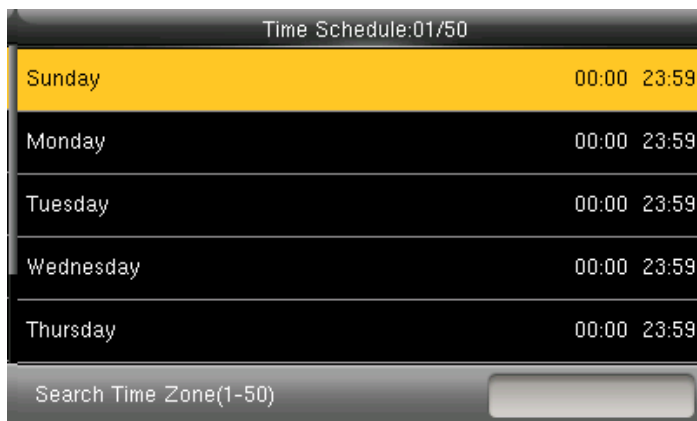 Time Schedule:01/50
Sunday 00:00 23:59
Monday 00:00 23:59
Tuesday 00:00 23:59
Wednesday 00:00 23:59
Thursday 00:00 23:59
Search Time Zone(1-50)